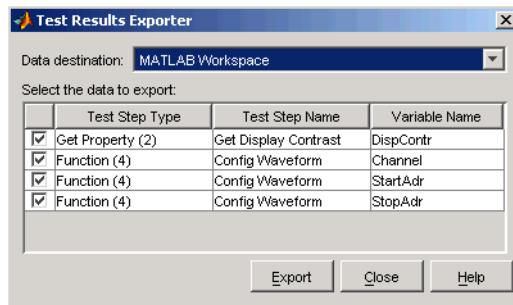 Test Results Exporter
Data destination: MATLAB Workspace
Select the data to export:
Test Step Type Test Step Name Variable Name
Get Property (2) Get Display Contrast DispContr
Function (4) Config Waveform Channel
Function (4) Config Waveform StartAdr
Function (4) Config Waveform StopAdr
Export Close Help